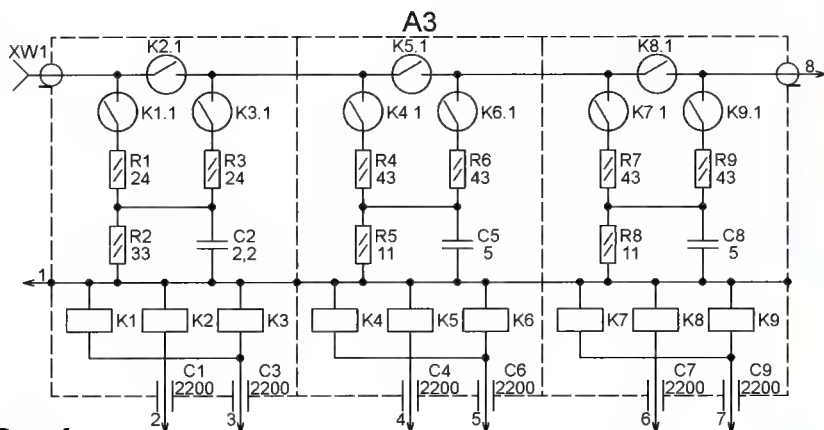 А3
XW1
K2.1
K5.1
K8.1
8
K1.1
K3.1
K4 1
K6.1
K7 1
K9.1
R1
24
R3
24
R4
43
R6
43
R7
43
R9
43
R2
33
C2
2,2
R5
11
C5
5
R8
11
C8
5
1
K1
K2
K3
K4
K5
K6
K7
K8
K9
C1
2200
C3
2200
C4
2200
C6
2200
C7
2200
C9
2200
2
3
4
5
6
7